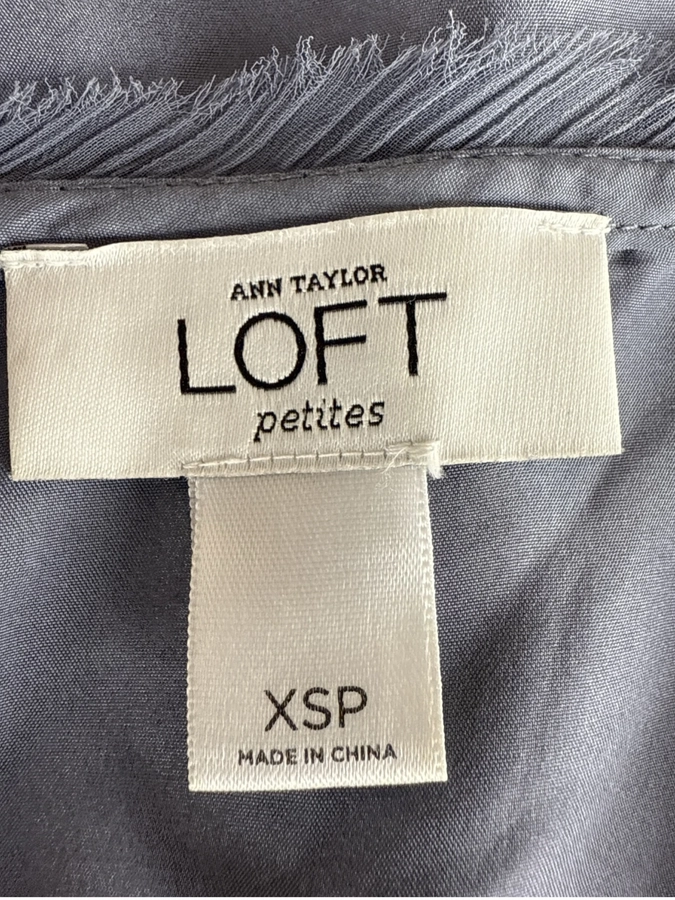 ANN TAYLOR
LOFT
petites
XSP
MADE IN CHINA